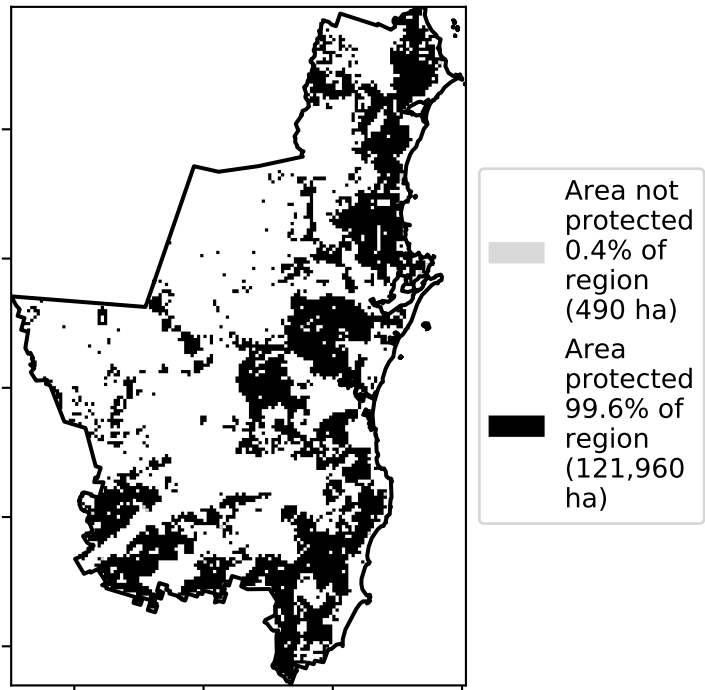 Area not
protected
0.4% of
region
(490 ha)
Area
protected
99.6% of
region
(121,960
ha)